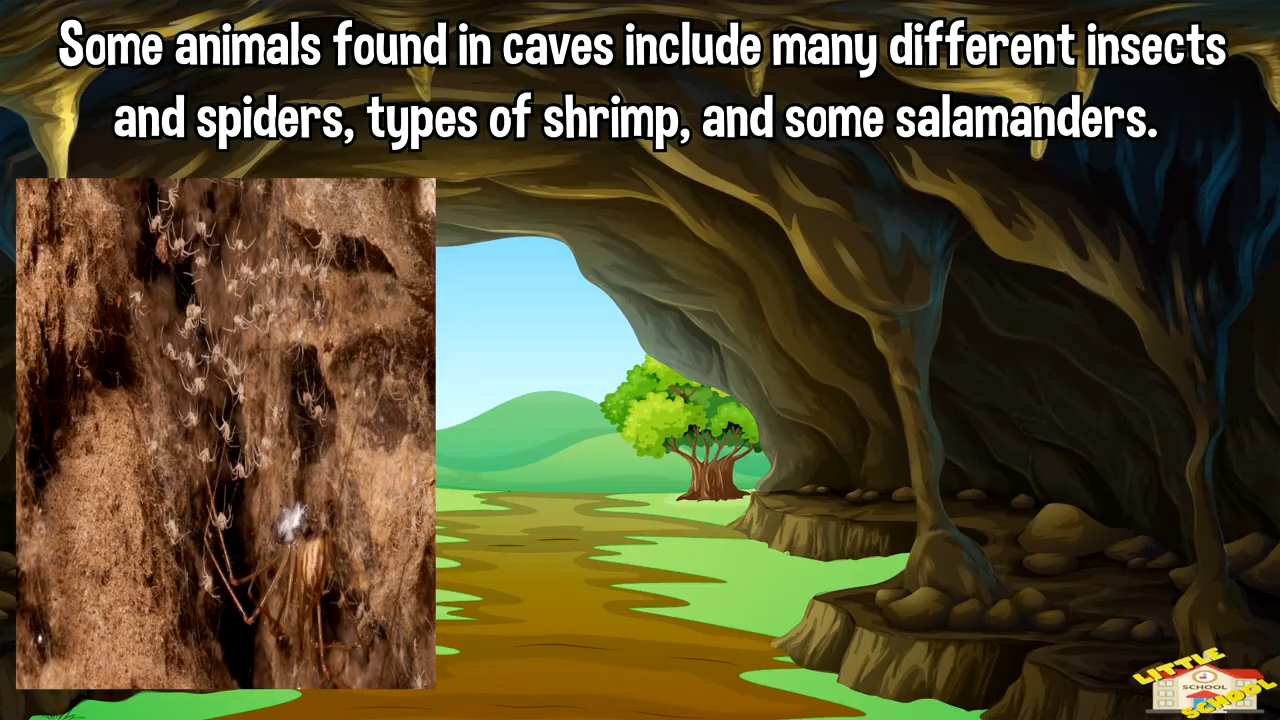 Some animals found in caves include many different insects
and spiders, types of shrimp, and some salamanders.
LITTLE
SCHOOL
SCHOOL